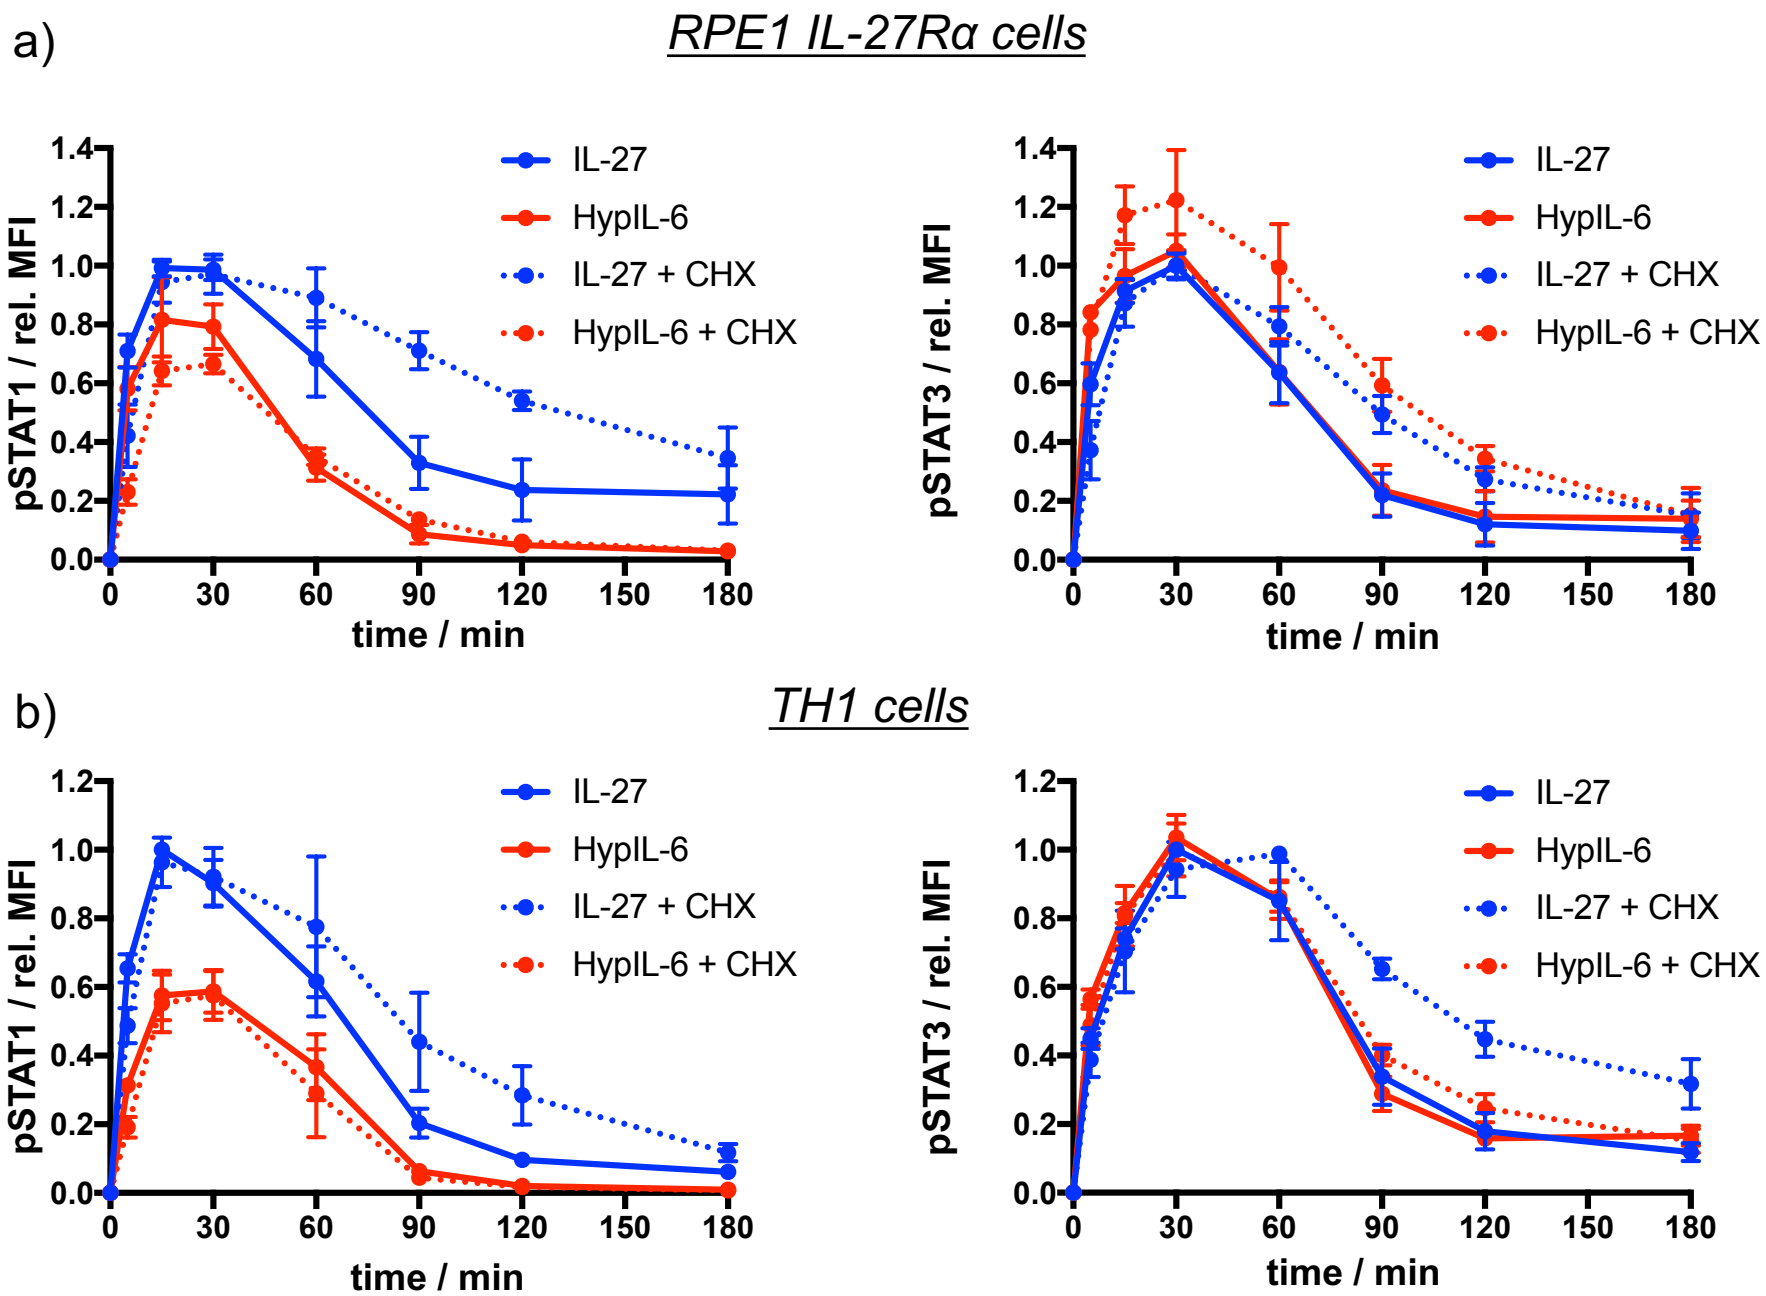 a)
RPE1 IL-27Rα cells
pSTAT1 / rel. MFI
1.4
1.2
1.0
0.8
0.6
0.4
0.2
0.0
0 30 60 90 120 150 180
time / min
IL-27
HypIL-6
IL-27 + CHX
HypIL-6 + CHX
pSTAT3 / rel. MFI
1.4
1.2
1.0
0.8
0.6
0.4
0.2
0.0
0 30 60 90 120 150 180
time / min
IL-27
HypIL-6
IL-27 + CHX
HypIL-6 + CHX
b)
TH1 cells
pSTAT1 / rel. MFI
1.2
1.0
0.8
0.6
0.4
0.2
0.0
0 30 60 90 120 150 180
time / min
IL-27
HypIL-6
IL-27 + CHX
HypIL-6 + CHX
pSTAT3 / rel. MFI
1.2
1.0
0.8
0.6
0.4
0.2
0.0
0 30 60 90 120 150 180
time / min
IL-27
HypIL-6
IL-27 + CHX
HypIL-6 + CHX